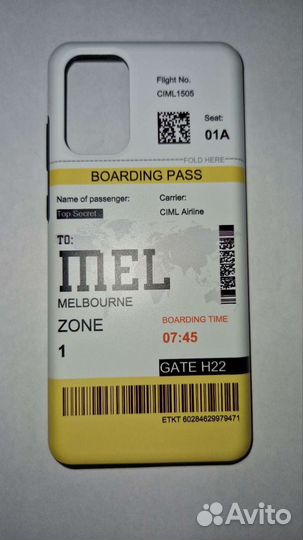 Flight No.
CIML1505
Seat:
01A
FOLD HERE
BOARDING PASS
Name of passenger:
Carrier:
Top Secret..
CIML Airline
TO:
MEL
MELBOURNE
ZONE
BOARDING TIME
1
07:45
GATE H22
ETKT 60284629979471
Avito